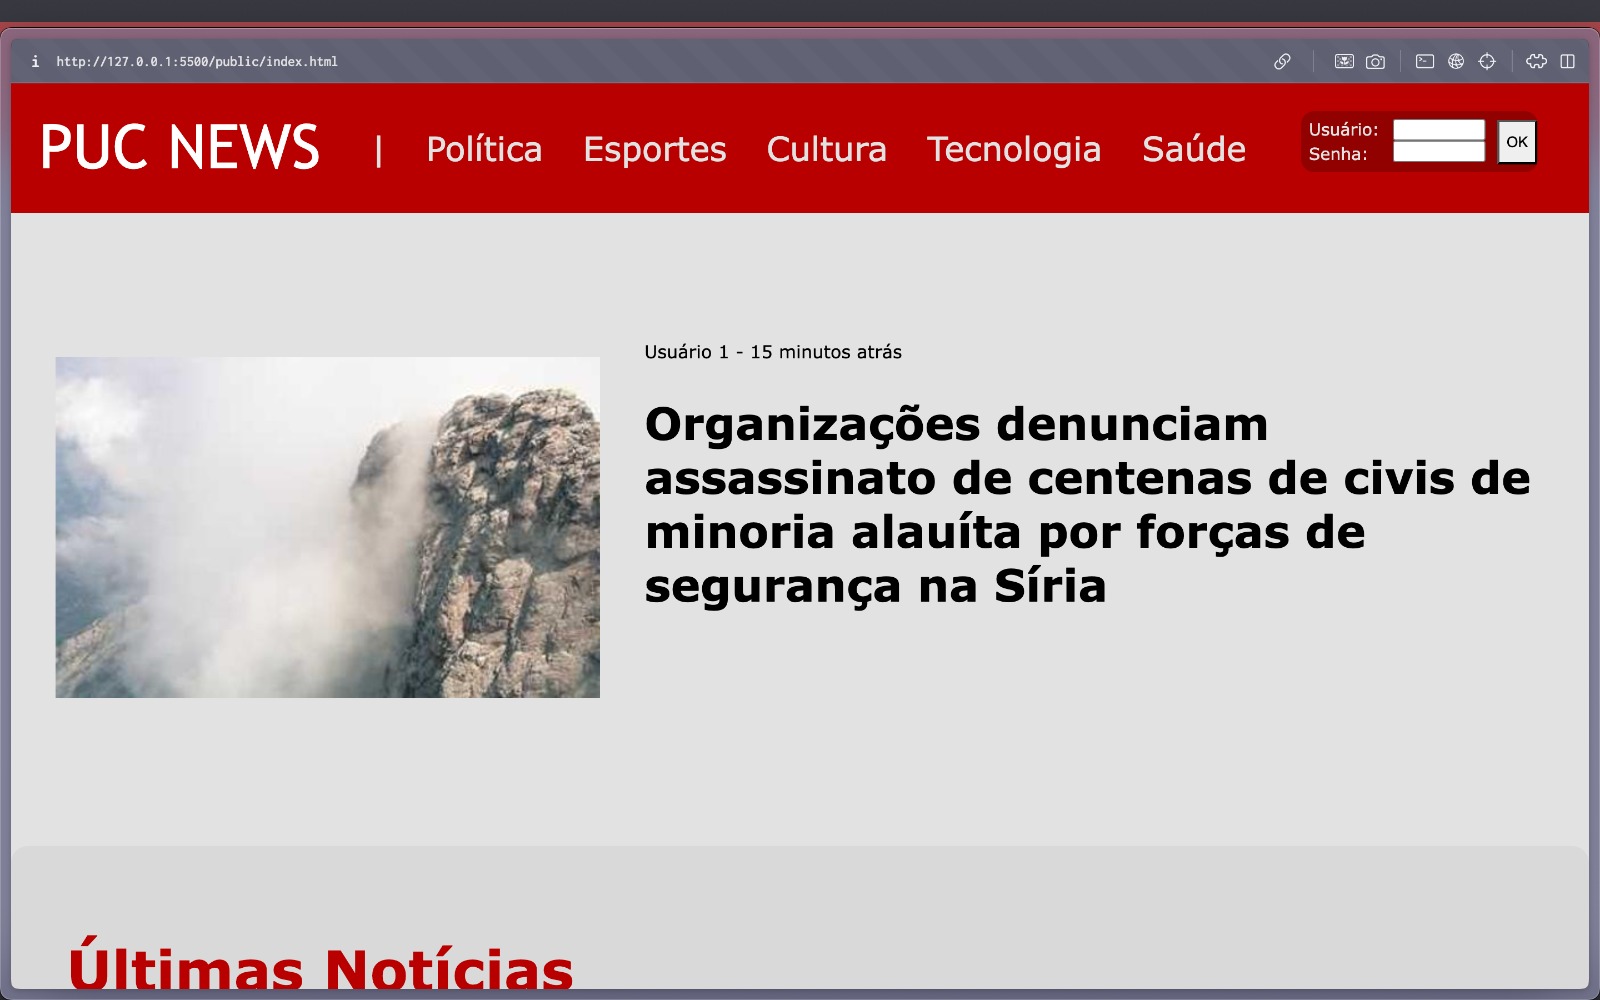 http://127.0.0.1:5500/public/index.html
PUC NEWS | Política Esportes Cultura Tecnologia Saúde
Usuário:
Senha:
OK
Usuário 1 - 15 minutos atrás
Organizações denunciam
assassinato de centenas de civis de
minoria alauíta por forças de
segurança na Síria
Últimas Notícias